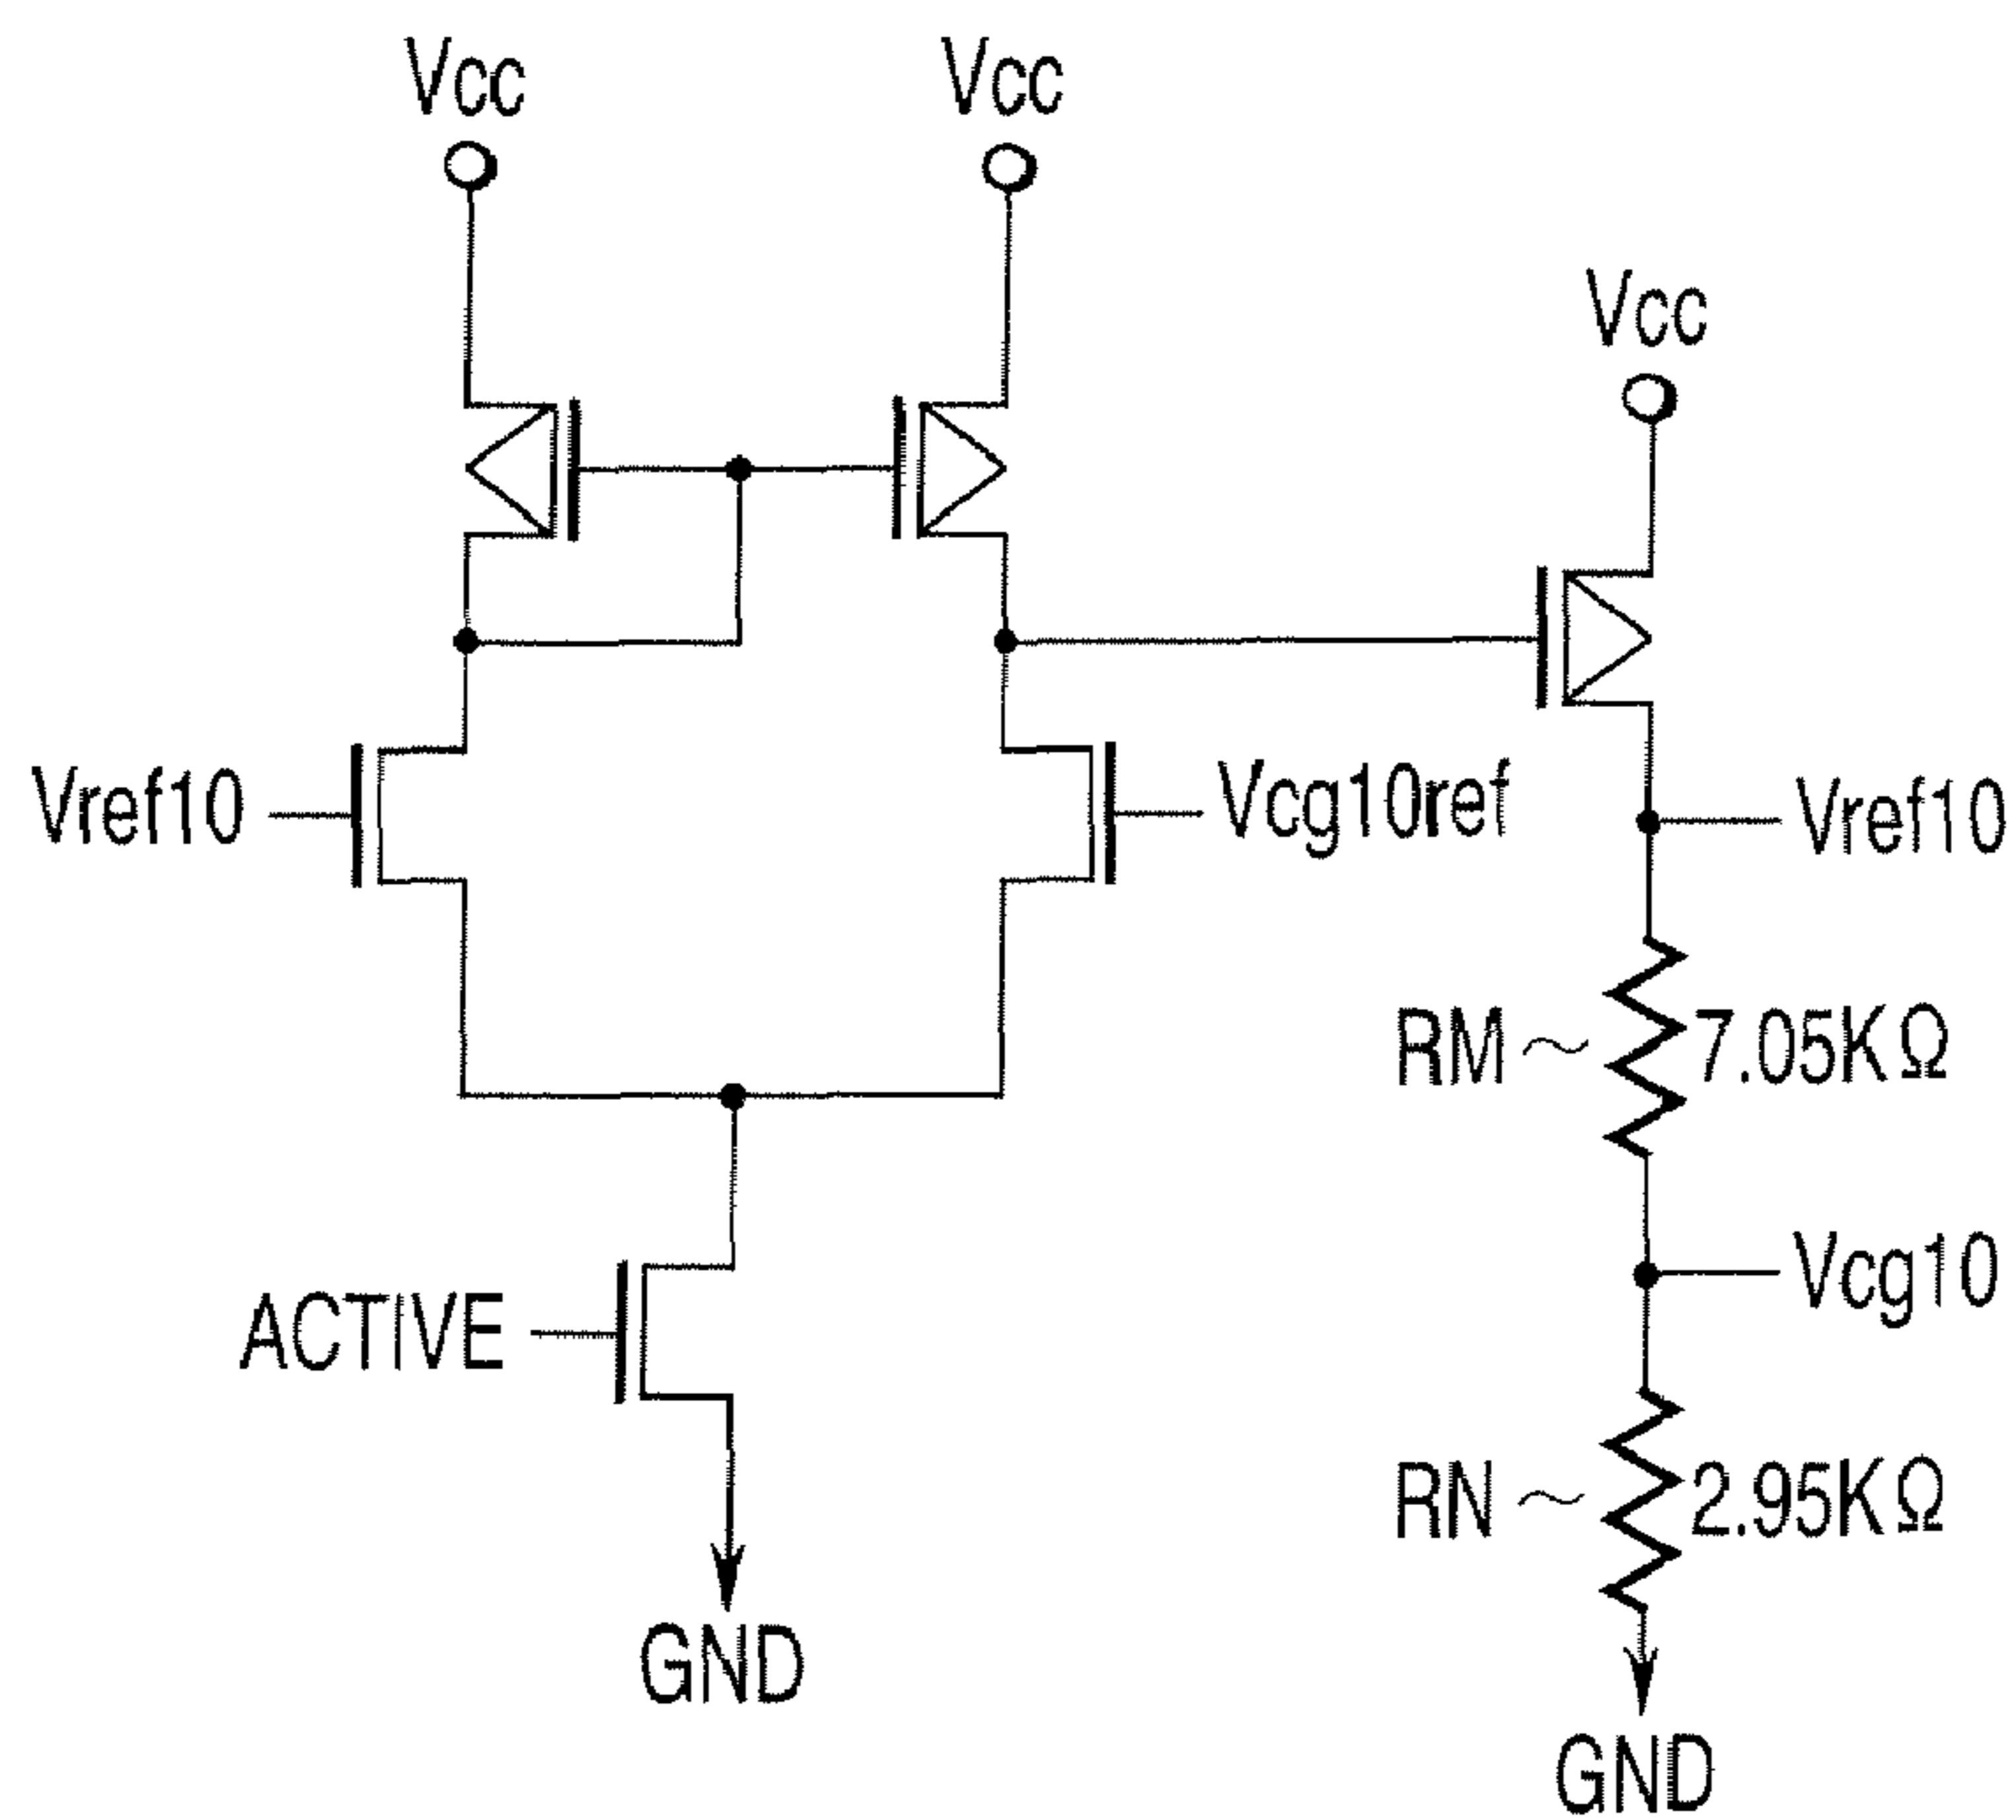 Vcc
Vcc
Vcc
Vref10
Vcg10ref
Vref10
RM
7.05KΩ
Vcg10
ACTIVE
RN
2.95KΩ
GND
GND